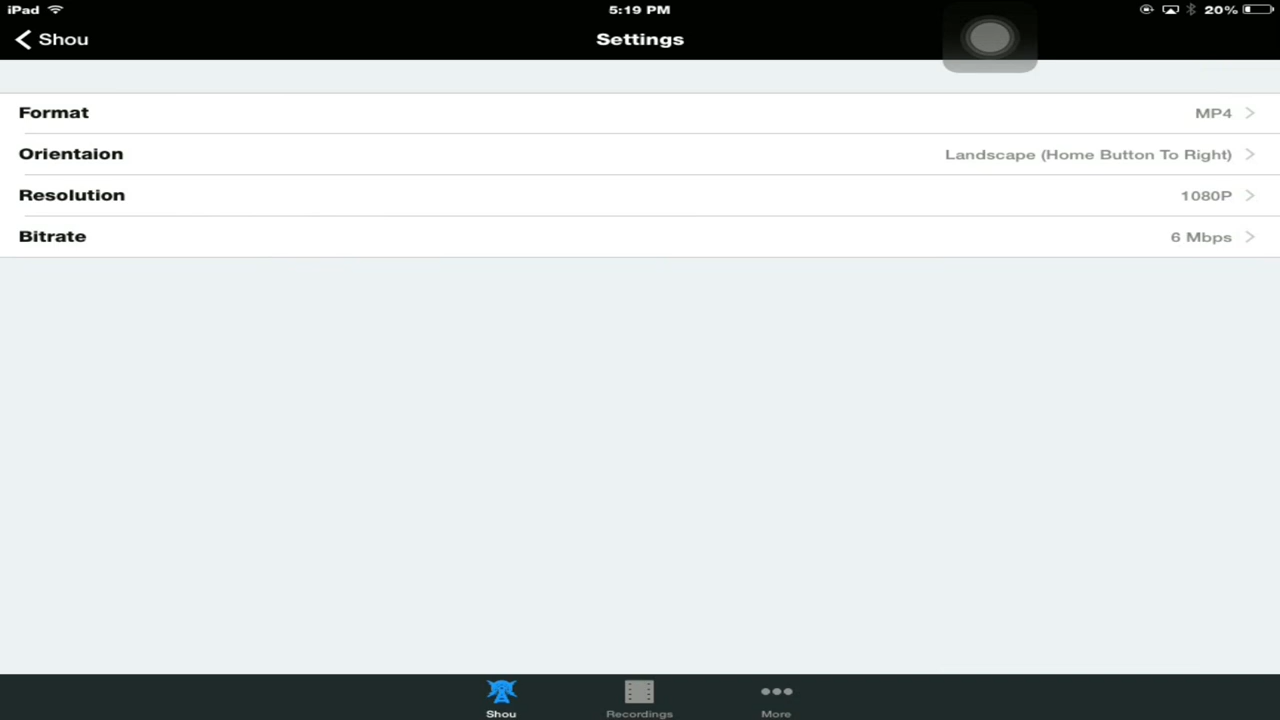 iPad 5:19 PM 20%
Shou Settings
Format MP4
Orientaion Landscape (Home Button To Right)
Resolution 1080P
Bitrate 6 Mbps
Shou Recordings More